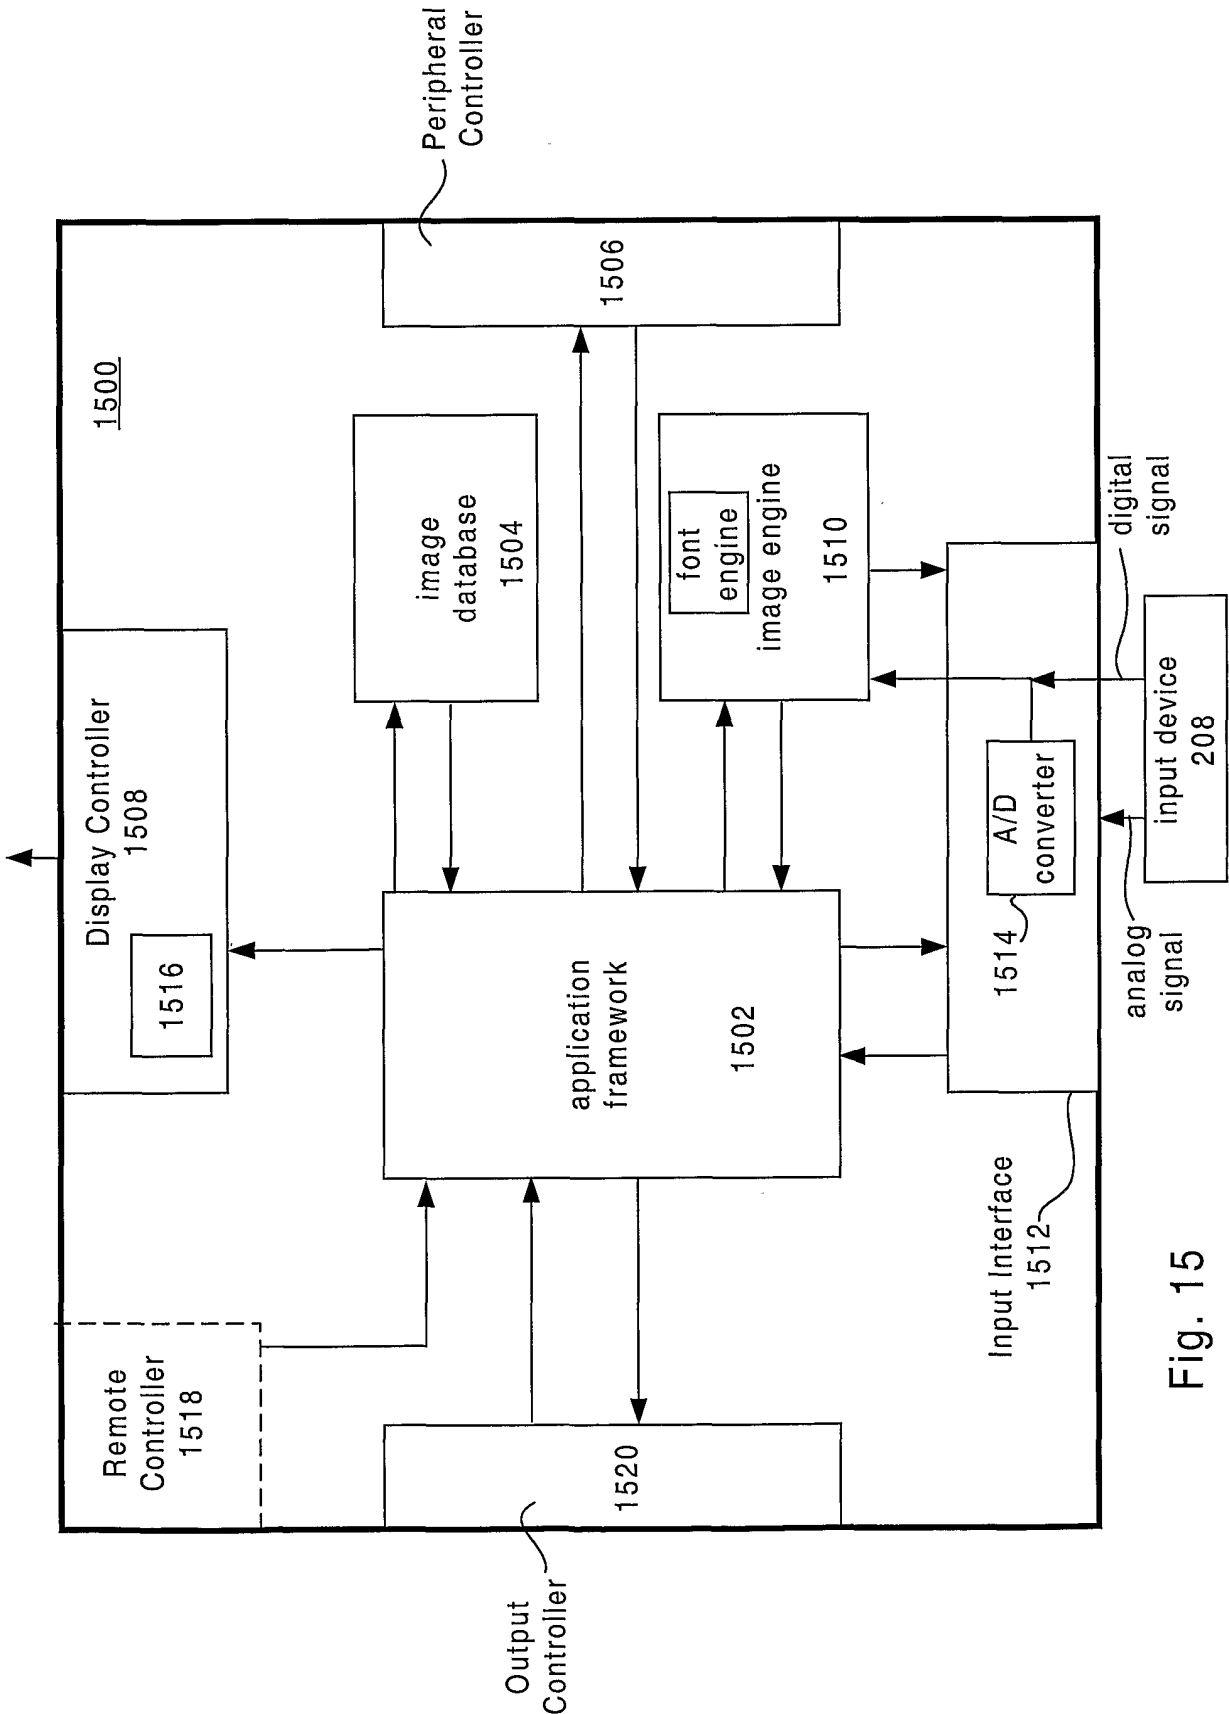 1500
Remote
Controller
1518
Display Controller
1508
1516
image
database
1504
Peripheral
Controller
1506
Output
Controller
1520
application
framework
1502
font
engine
image engine
1510
Input Interface
1512
1514
A/D
converter
analog
signal
digital
signal
input device
208
Fig. 15